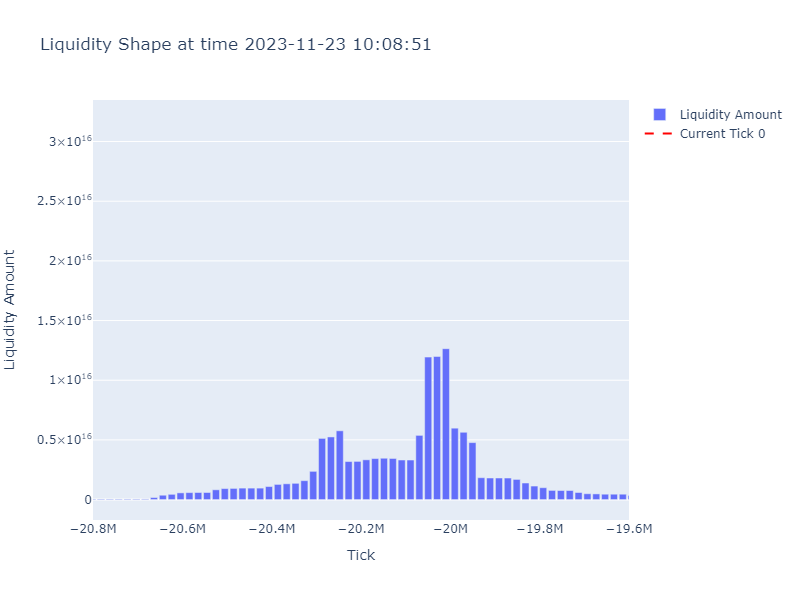 Liquidity Shape at time 2023-11-23 10:08:51
Liquidity Amount
Current Tick 0
3×10¹⁶
2.5×10¹⁶
2×10¹⁶
1.5×10¹⁶
1×10¹⁶
0.5×10¹⁶
0
Liquidity Amount
−20.8M −20.6M −20.4M −20.2M −20M −19.8M −19.6M
Tick